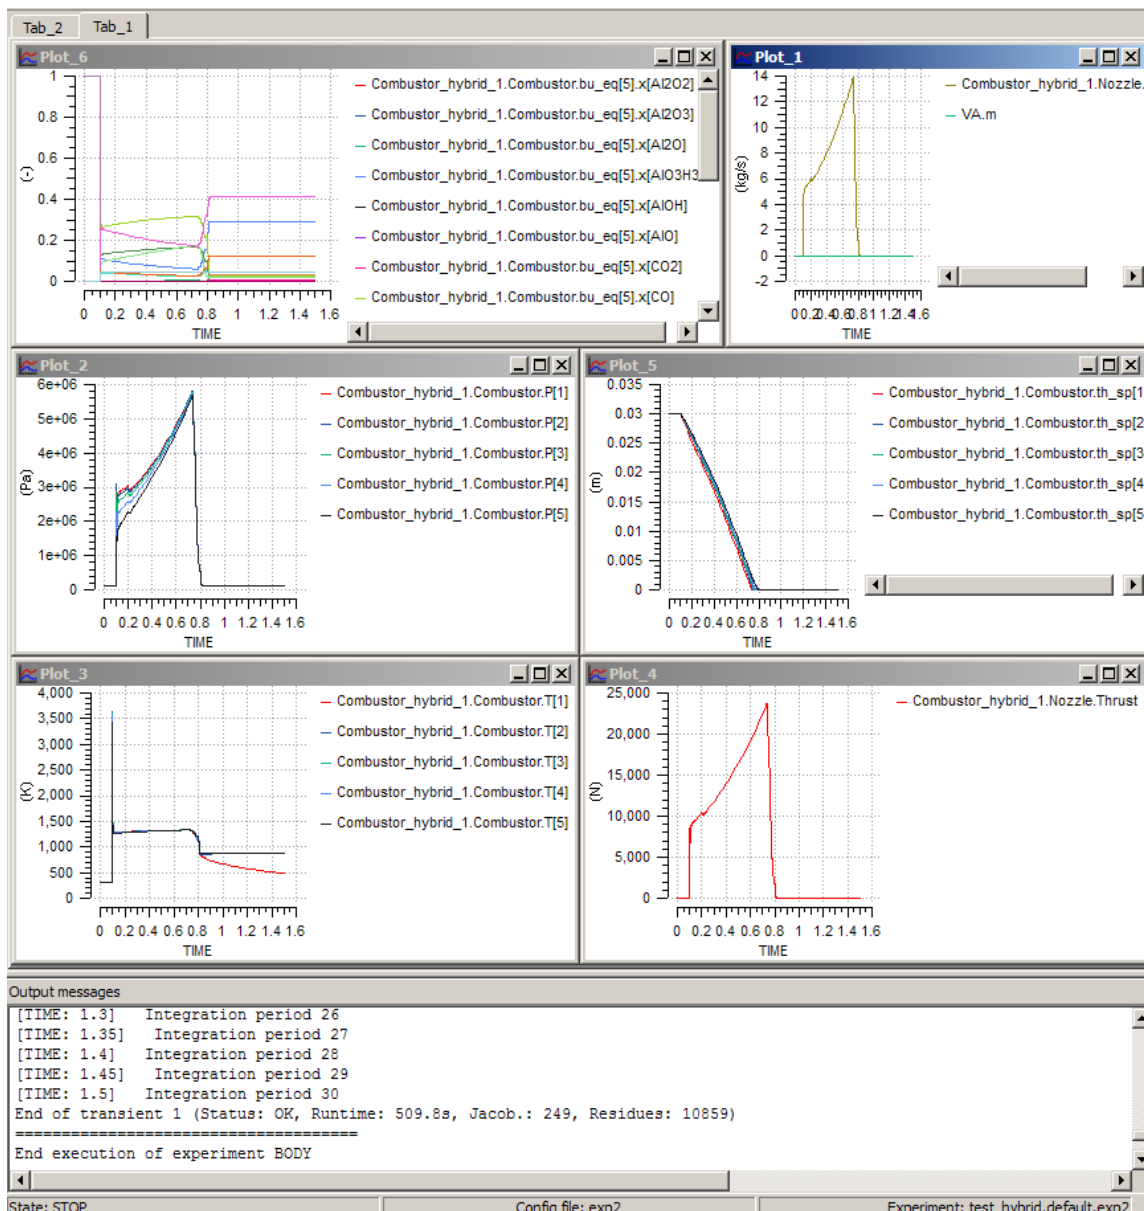 Tab_2 Tab_1
Plot_6
1
0.8
0.6
0.4
0.2
0
(-)
0 0.2 0.4 0.6 0.8 1 1.2 1.4 1.6
TIME
Combustor_hybrid_1.Combustor.bu_eq[5].x[Al2O2]
Combustor_hybrid_1.Combustor.bu_eq[5].x[Al2O3]
Combustor_hybrid_1.Combustor.bu_eq[5].x[Al2O]
Combustor_hybrid_1.Combustor.bu_eq[5].x[AlO3H3
Combustor_hybrid_1.Combustor.bu_eq[5].x[AlOH]
Combustor_hybrid_1.Combustor.bu_eq[5].x[AlO]
Combustor_hybrid_1.Combustor.bu_eq[5].x[CO2]
Combustor_hybrid_1.Combustor.bu_eq[5].x[CO]
Plot_1
14
12
10
8
6
4
2
0
-2
(kg/s)
0 0.2 0.4 0.6 0.8 1 1.2 1.4 1.6
TIME
Combustor_hybrid_1.Nozzle.
VA.m
Plot_2
6e+06
5e+06
4e+06
3e+06
2e+06
1e+06
0
(Pa)
0 0.2 0.4 0.6 0.8 1 1.2 1.4 1.6
TIME
Combustor_hybrid_1.Combustor.P[1]
Combustor_hybrid_1.Combustor.P[2]
Combustor_hybrid_1.Combustor.P[3]
Combustor_hybrid_1.Combustor.P[4]
Combustor_hybrid_1.Combustor.P[5]
Plot_5
0.035
0.03
0.025
0.02
0.015
0.01
0.005
0
(m)
0 0.2 0.4 0.6 0.8 1 1.2 1.4 1.6
TIME
Combustor_hybrid_1.Combustor.th_sp[1
Combustor_hybrid_1.Combustor.th_sp[2
Combustor_hybrid_1.Combustor.th_sp[3
Combustor_hybrid_1.Combustor.th_sp[4
Combustor_hybrid_1.Combustor.th_sp[5
Plot_3
4,000
3,500
3,000
2,500
2,000
1,500
1,000
500
0
(K)
0 0.2 0.4 0.6 0.8 1 1.2 1.4 1.6
TIME
Combustor_hybrid_1.Combustor.T[1]
Combustor_hybrid_1.Combustor.T[2]
Combustor_hybrid_1.Combustor.T[3]
Combustor_hybrid_1.Combustor.T[4]
Combustor_hybrid_1.Combustor.T[5]
Plot_4
25,000
20,000
15,000
10,000
5,000
0
(N)
0 0.2 0.4 0.6 0.8 1 1.2 1.4 1.6
TIME
Combustor_hybrid_1.Nozzle.Thrust
Output messages
[TIME: 1.3] Integration period 26
[TIME: 1.35] Integration period 27
[TIME: 1.4] Integration period 28
[TIME: 1.45] Integration period 29
[TIME: 1.5] Integration period 30
End of transient 1 (Status: OK, Runtime: 509.8s, Jacob.: 249, Residues: 10859)
=====================================
End execution of experiment BODY
State: STOP Config file: exp2 Experiment: test_hybrid.default.exp2